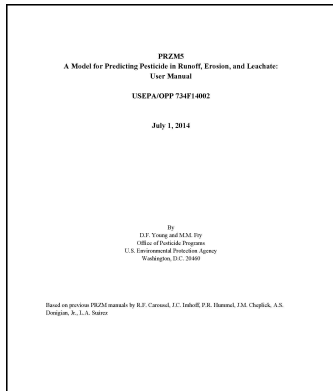 PRZM5
A Model for Predicting Pesticide in Runoff, Erosion, and Leachate:
User Manual
USEPA/OPP 734F14002
July 1, 2014
By
D.F. Young and M.M. Fry
Office of Pesticide Programs
U.S. Environmental Protection Agency
Washington, D.C. 20460
Based on previous PRZM manuals by R.F. Carousel, J.C. Imhoff, P.R. Hummel, J.M. Cheplick, A.S.
Donigian, Jr., L.A. Suárez